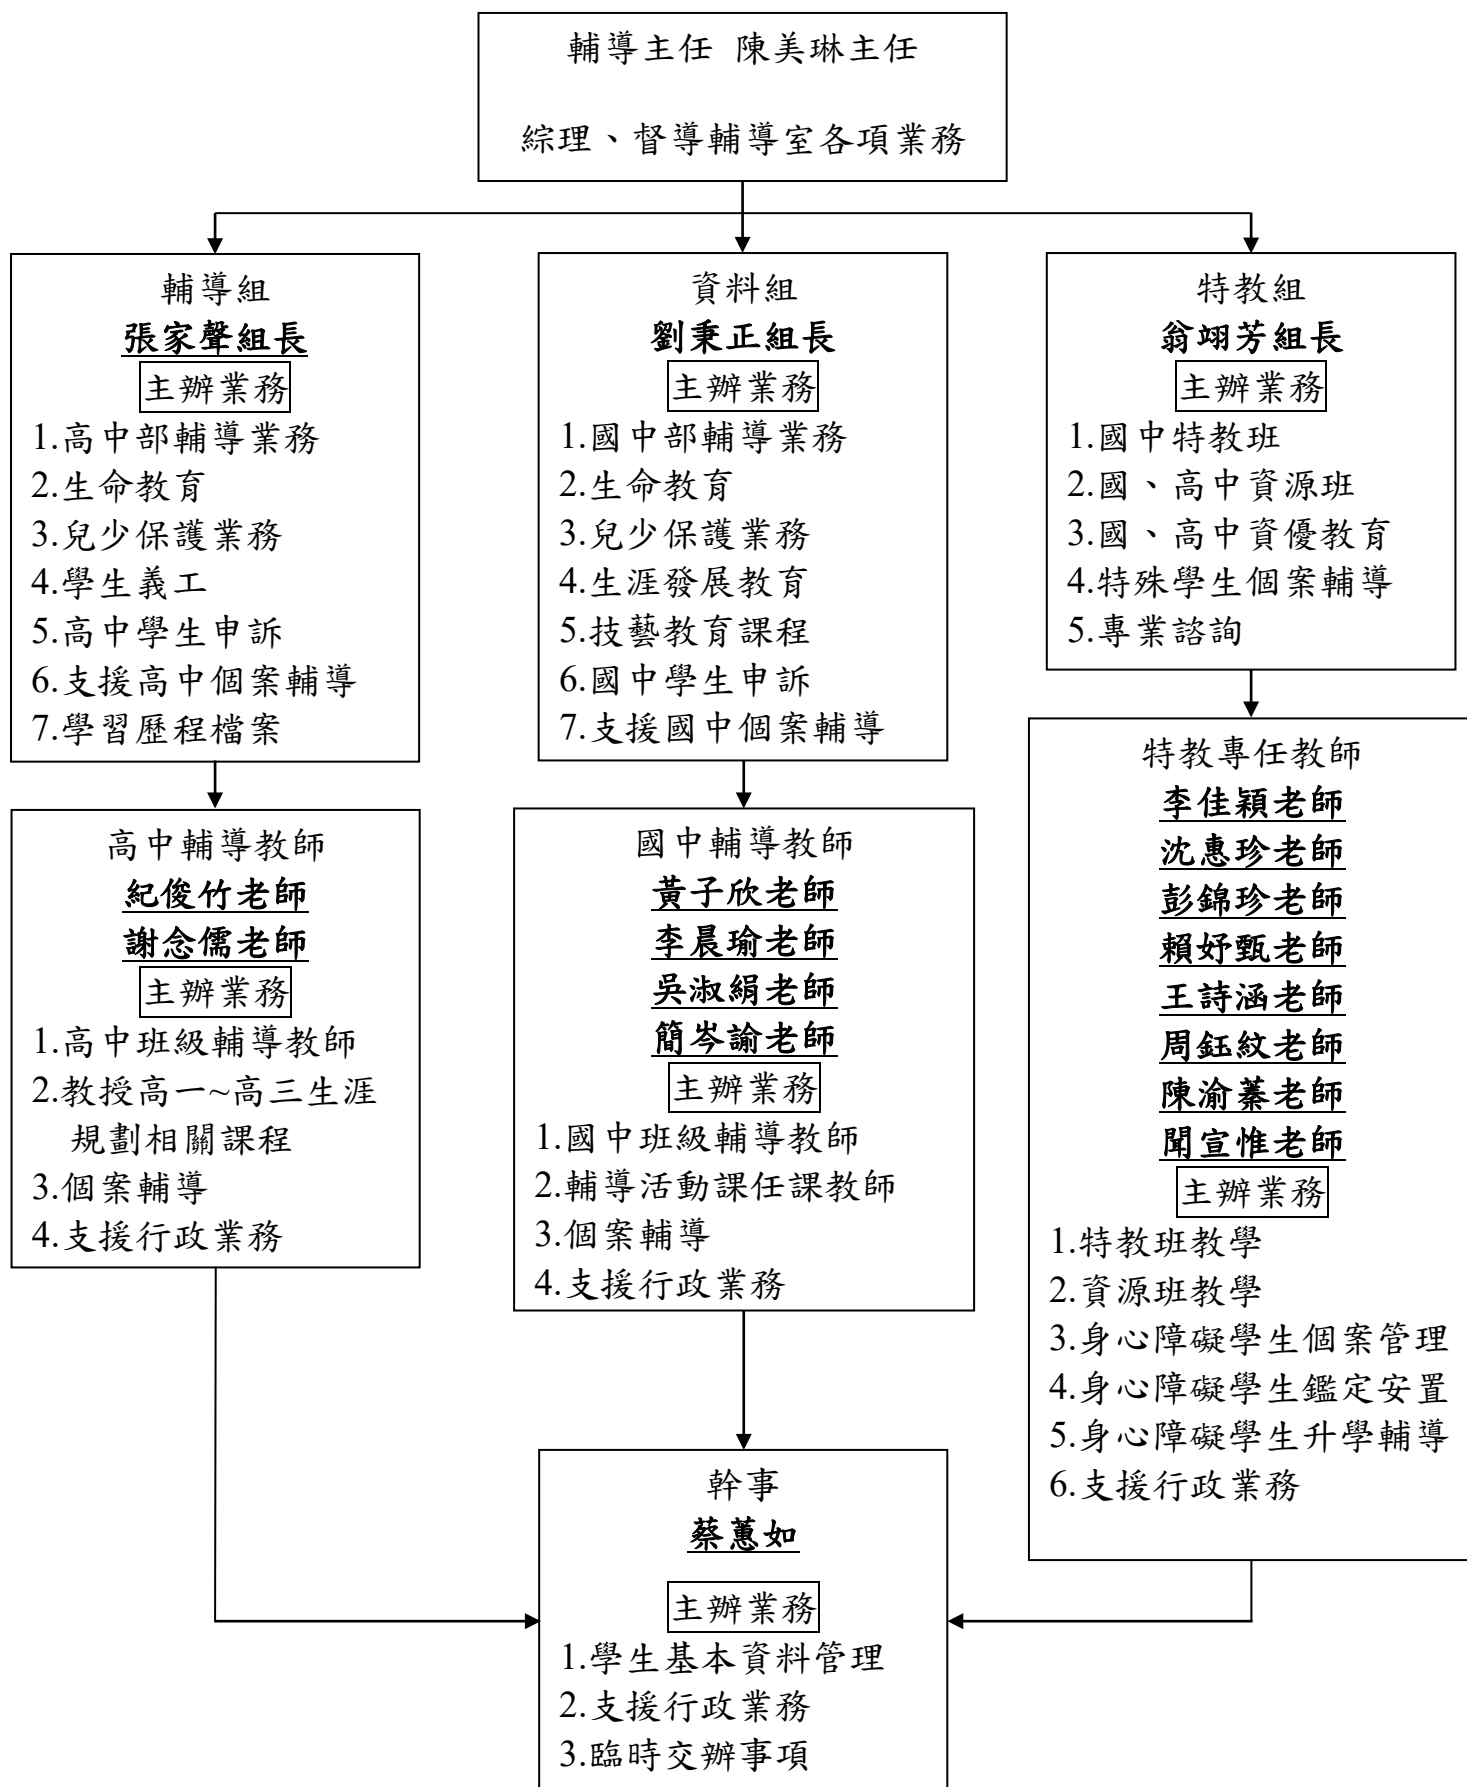 輔導主任 陳美琳主任
綜理、督導輔導室各項業務
輔導組
張家聲組長
主辦業務
1.高中部輔導業務
2.生命教育
3.兒少保護業務
4.學生義工
5.高中學生申訴
6.支援高中個案輔導
7.學習歷程檔案
資料組
劉秉正組長
主辦業務
1.國中部輔導業務
2.生命教育
3.兒少保護業務
4.生涯發展教育
5.技藝教育課程
6.國中學生申訴
7.支援國中個案輔導
特教組
翁翊芳組長
主辦業務
1.國中特教班
2.國、高中資源班
3.國、高中資優教育
4.特殊學生個案輔導
5.專業諮詢
高中輔導教師
紀俊竹老師
謝念儒老師
主辦業務
1.高中班級輔導教師
2.教授高一~高三生涯
規劃相關課程
3.個案輔導
4.支援行政業務
國中輔導教師
黃子欣老師
李晨瑜老師
吳淑絹老師
簡岑諭老師
主辦業務
1.國中班級輔導教師
2.輔導活動課任課教師
3.個案輔導
4.支援行政業務
特教專任教師
李佳穎老師
沈惠珍老師
彭錦珍老師
賴妤甄老師
王詩涵老師
周鈺紋老師
陳渝蓁老師
聞宣惟老師
主辦業務
1.特教班教學
2.資源班教學
3.身心障礙學生個案管理
4.身心障礙學生鑑定安置
5.身心障礙學生升學輔導
6.支援行政業務
幹事
蔡蕙如
主辦業務
1.學生基本資料管理
2.支援行政業務
3.臨時交辦事項